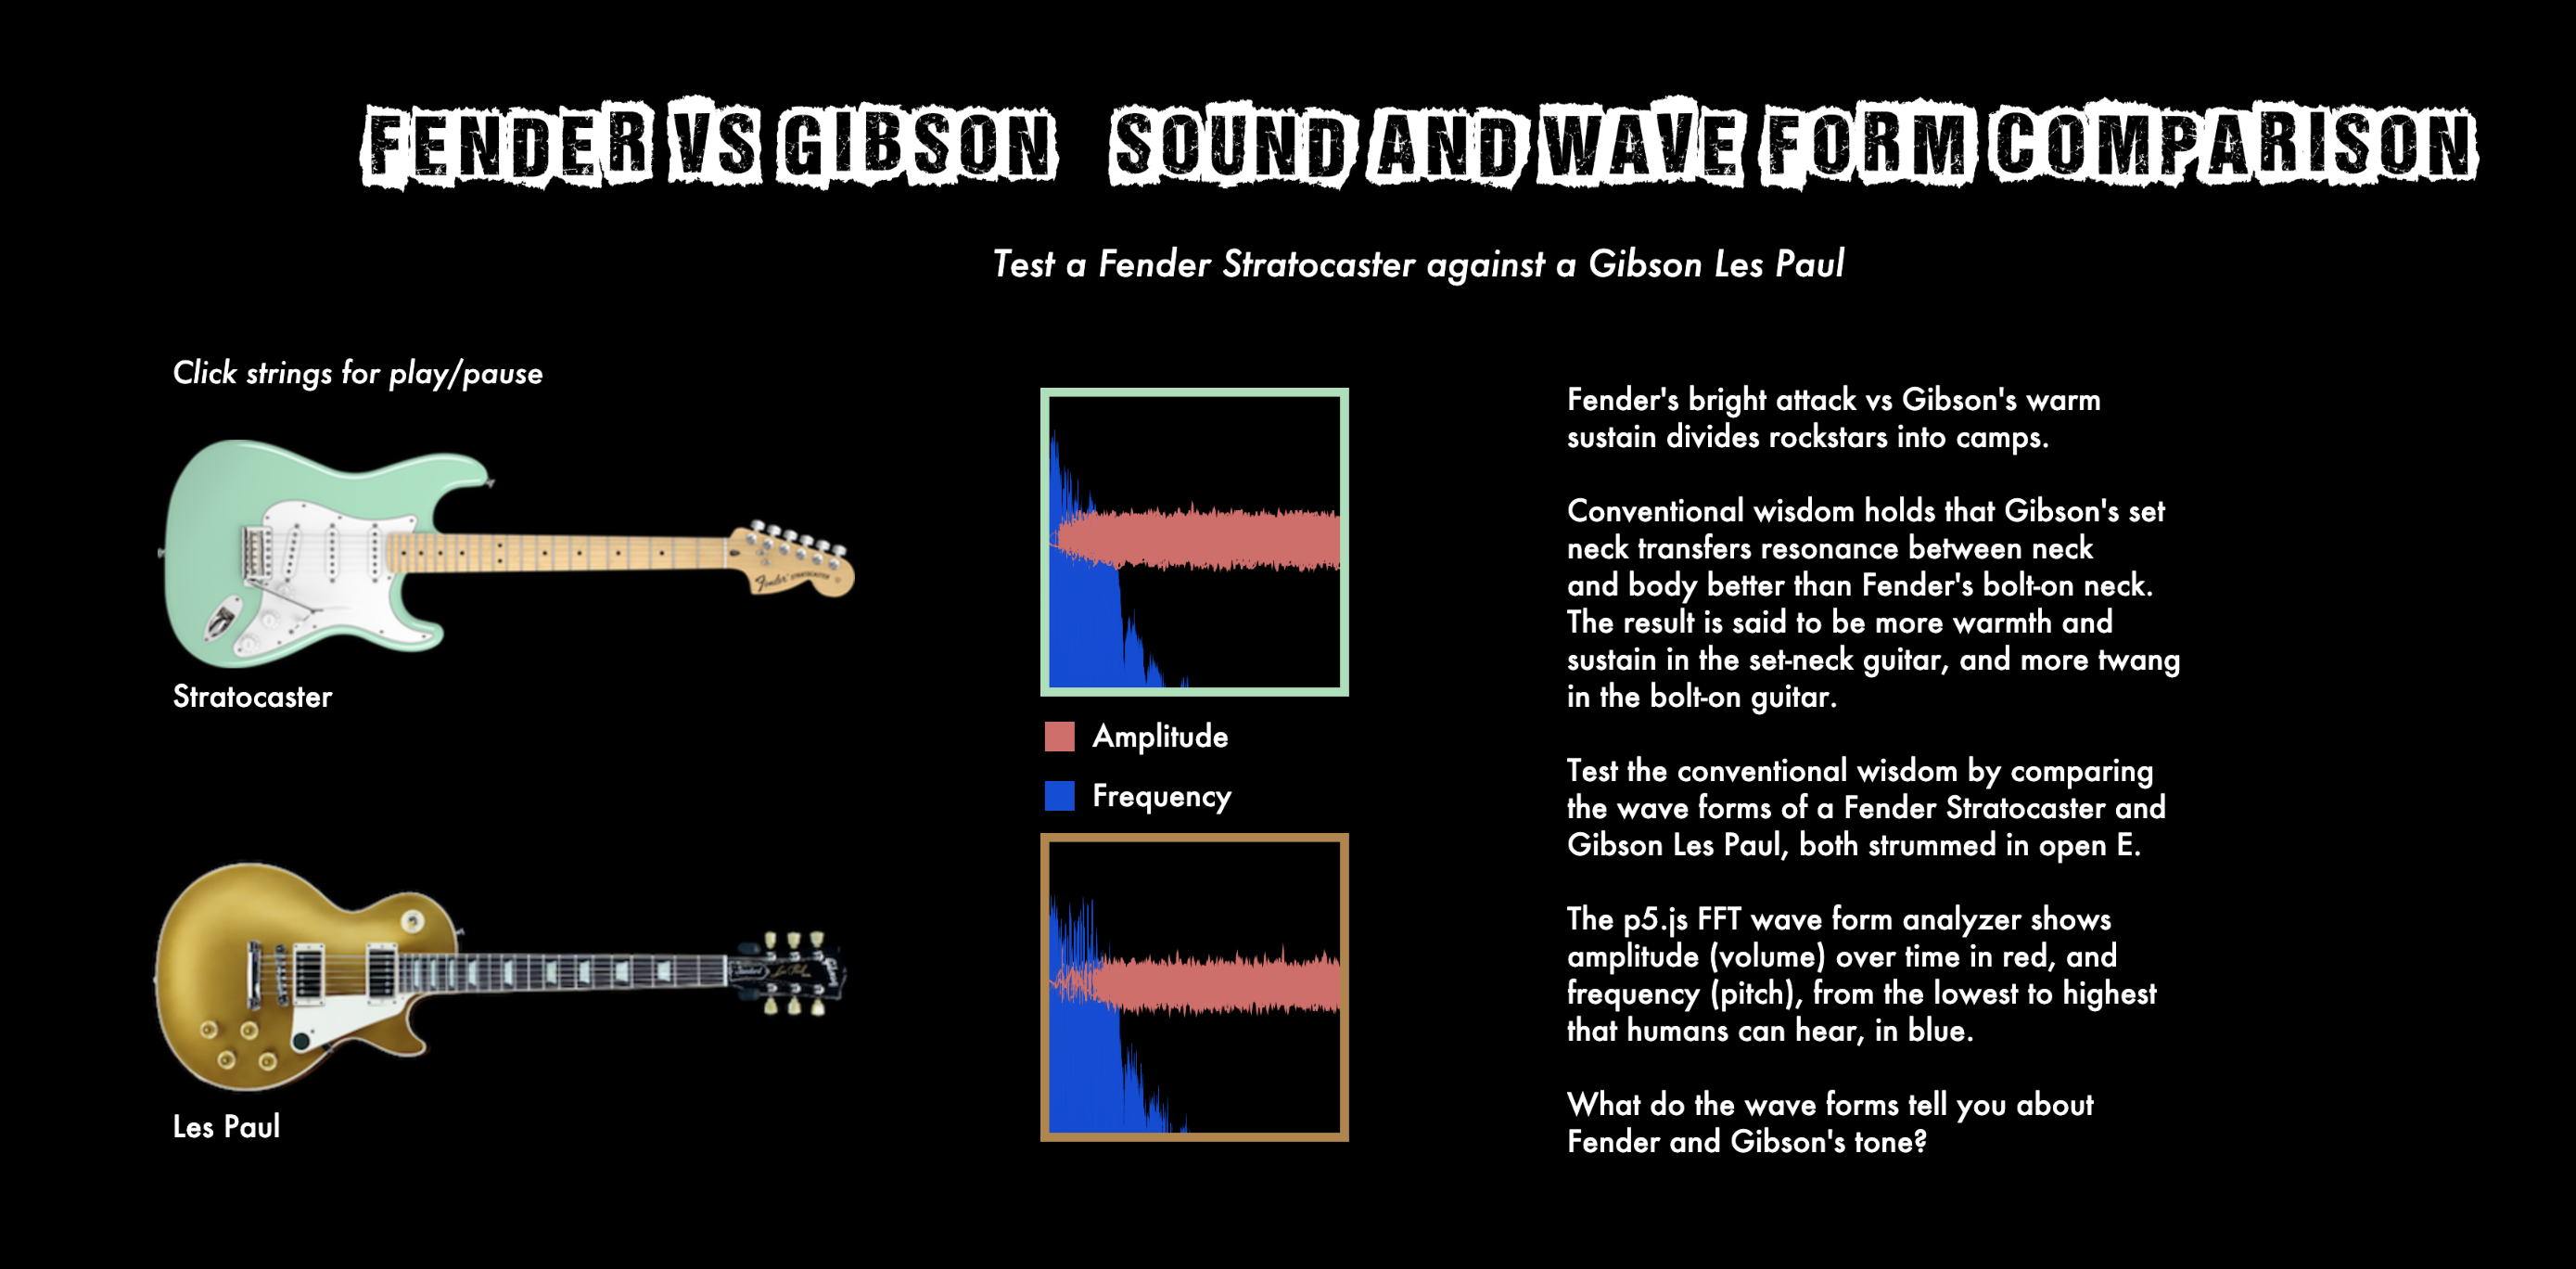 FENDER VS GIBSON SOUND AND WAVE FORM COMPARISON
Test a Fender Stratocaster against a Gibson Les Paul
Click strings for play/pause
Fender STRATOCASTER
Stratocaster
Les Paul
Amplitude
Frequency
Fender's bright attack vs Gibson's warm
sustain divides rockstars into camps.
Conventional wisdom holds that Gibson's set
neck transfers resonance between neck
and body better than Fender's bolt-on neck.
The result is said to be more warmth and
sustain in the set-neck guitar, and more twang
in the bolt-on guitar.
Test the conventional wisdom by comparing
the wave forms of a Fender Stratocaster and
Gibson Les Paul, both strummed in open E.
The p5.js FFT wave form analyzer shows
amplitude (volume) over time in red, and
frequency (pitch), from the lowest to highest
that humans can hear, in blue.
What do the wave forms tell you about
Fender and Gibson's tone?